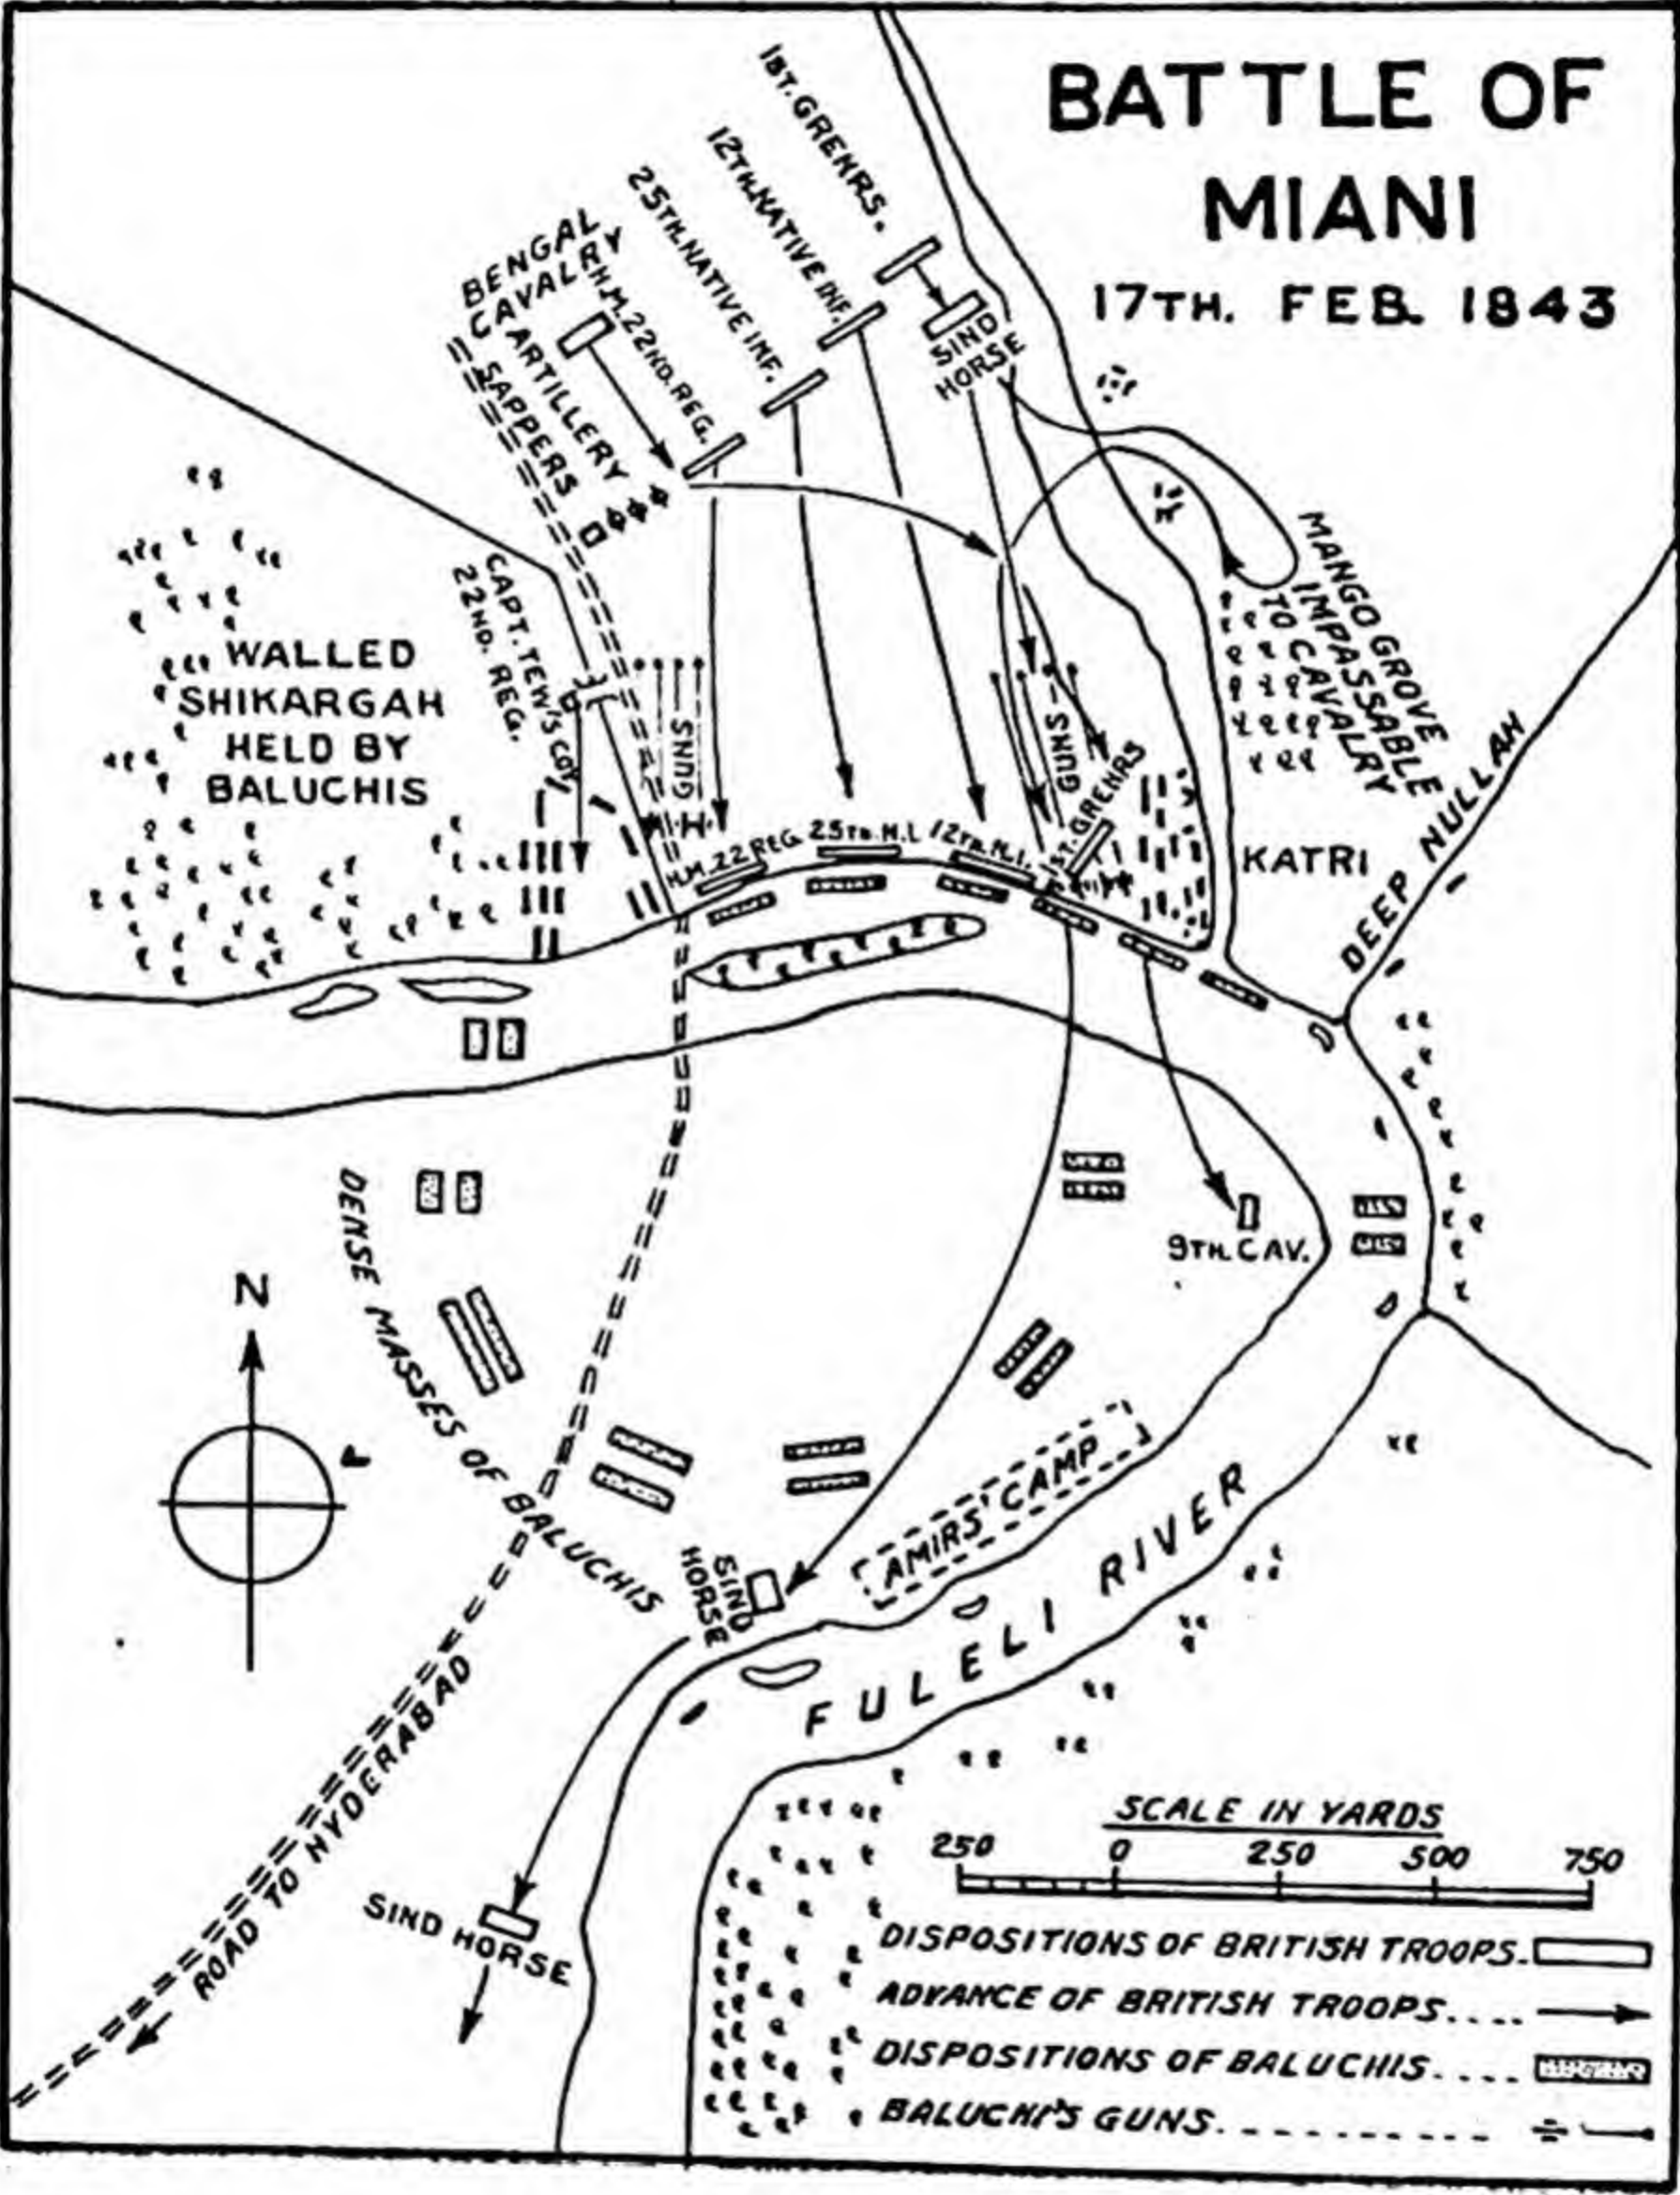 BATTLE OF
MIANI
17TH. FEB. 1843
1ST. GRENRS.
12TH. NATIVE INF.
25TH. NATIVE INF.
H.M. 22ND. REG.
BENGAL
CAVALRY
ARTILLERY
SAPPERS
SIND
HORSE
CAPT. TEW'S COY.
22ND. REG.
WALLED
SHIKARGAH
HELD BY
BALUCHIS
GUNS
GUNS
MANGO GROVE
IMPASSABLE
TO CAVALRY
H.M. 22 REG
25TH. N.I.
12TH. N.I.
1ST. GRENRS
KATRI
DEEP NULLAH
9TH. CAV.
DENSE MASSES OF BALUCHIS
N
AMIRS' CAMP
SIND
HORSE
FULELI RIVER
ROAD TO HYDERABAD
SIND HORSE
SCALE IN YARDS
250 0 250 500 750
DISPOSITIONS OF BRITISH TROOPS.
ADVANCE OF BRITISH TROOPS....
DISPOSITIONS OF BALUCHIS....
BALUCHI'S GUNS..........